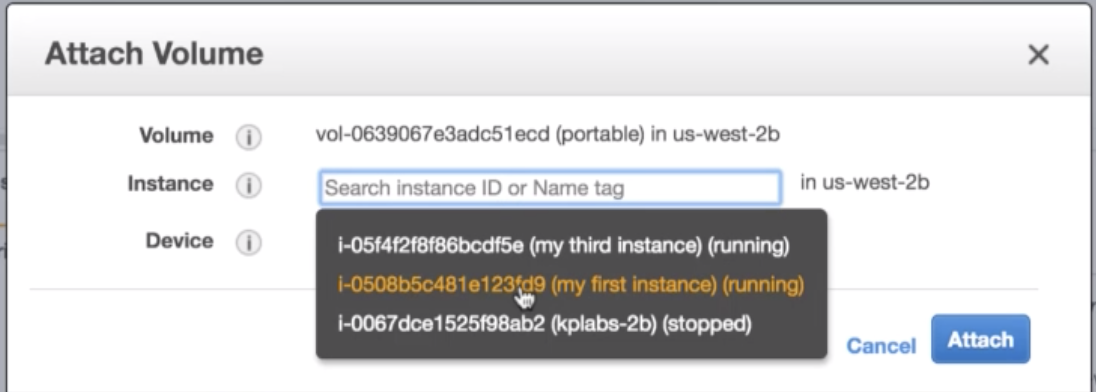 Attach Volume
Volume i vol-0639067e3adc51ecd (portable) in us-west-2b
Instance i Search instance ID or Name tag in us-west-2b
Device i
i-05f4f2f8f86bcdf5e (my third instance) (running)
i-0508b5c481e123fd9 (my first instance) (running)
i-0067dce1525f98ab2 (kplabs-2b) (stopped)
Cancel Attach